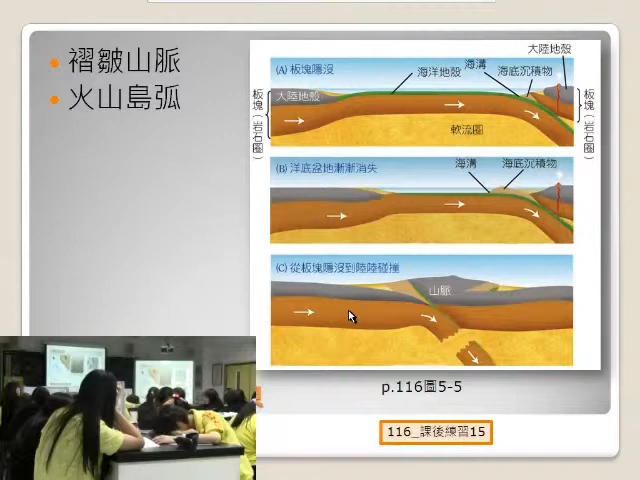 褶皺山脈
火山島弧
大陸地殼
(A) 板塊隱沒
海洋地殼
海溝
海底沉積物
大陸地殼
板塊（岩石圈）
板塊（岩石圈）
軟流圈
(B) 洋底盆地漸漸消失
海溝
海底沉積物
(C) 從板塊隱沒到陸陸碰撞
山脈
p.116圖5-5
116_課後練習15